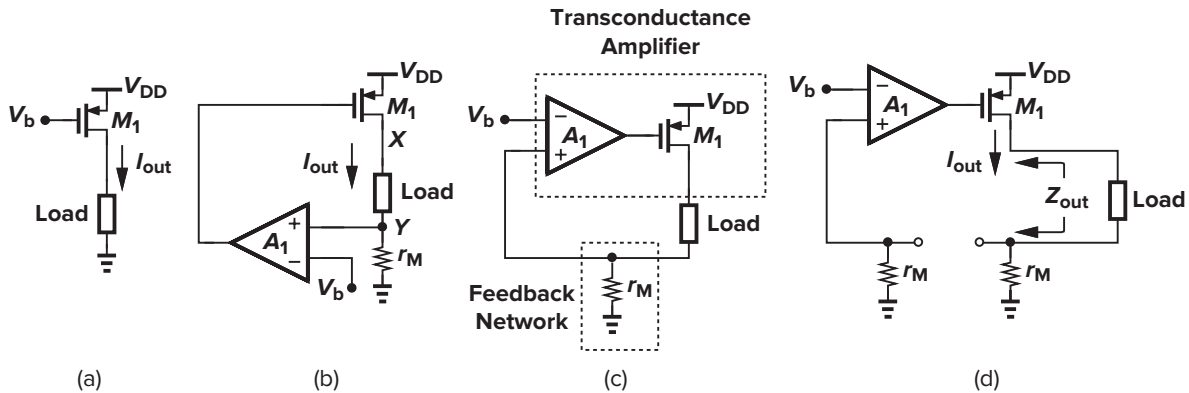 Transconductance
Amplifier
V_DD
V_b
M_1
I_out
Load
(a)
V_DD
M_1
X
I_out
Load
A_1
+
−
Y
r_M
V_b
(b)
V_b
−
+
A_1
V_DD
M_1
Load
Feedback
Network
r_M
(c)
V_b
−
+
A_1
V_DD
M_1
I_out
Z_out
Load
r_M
r_M
(d)